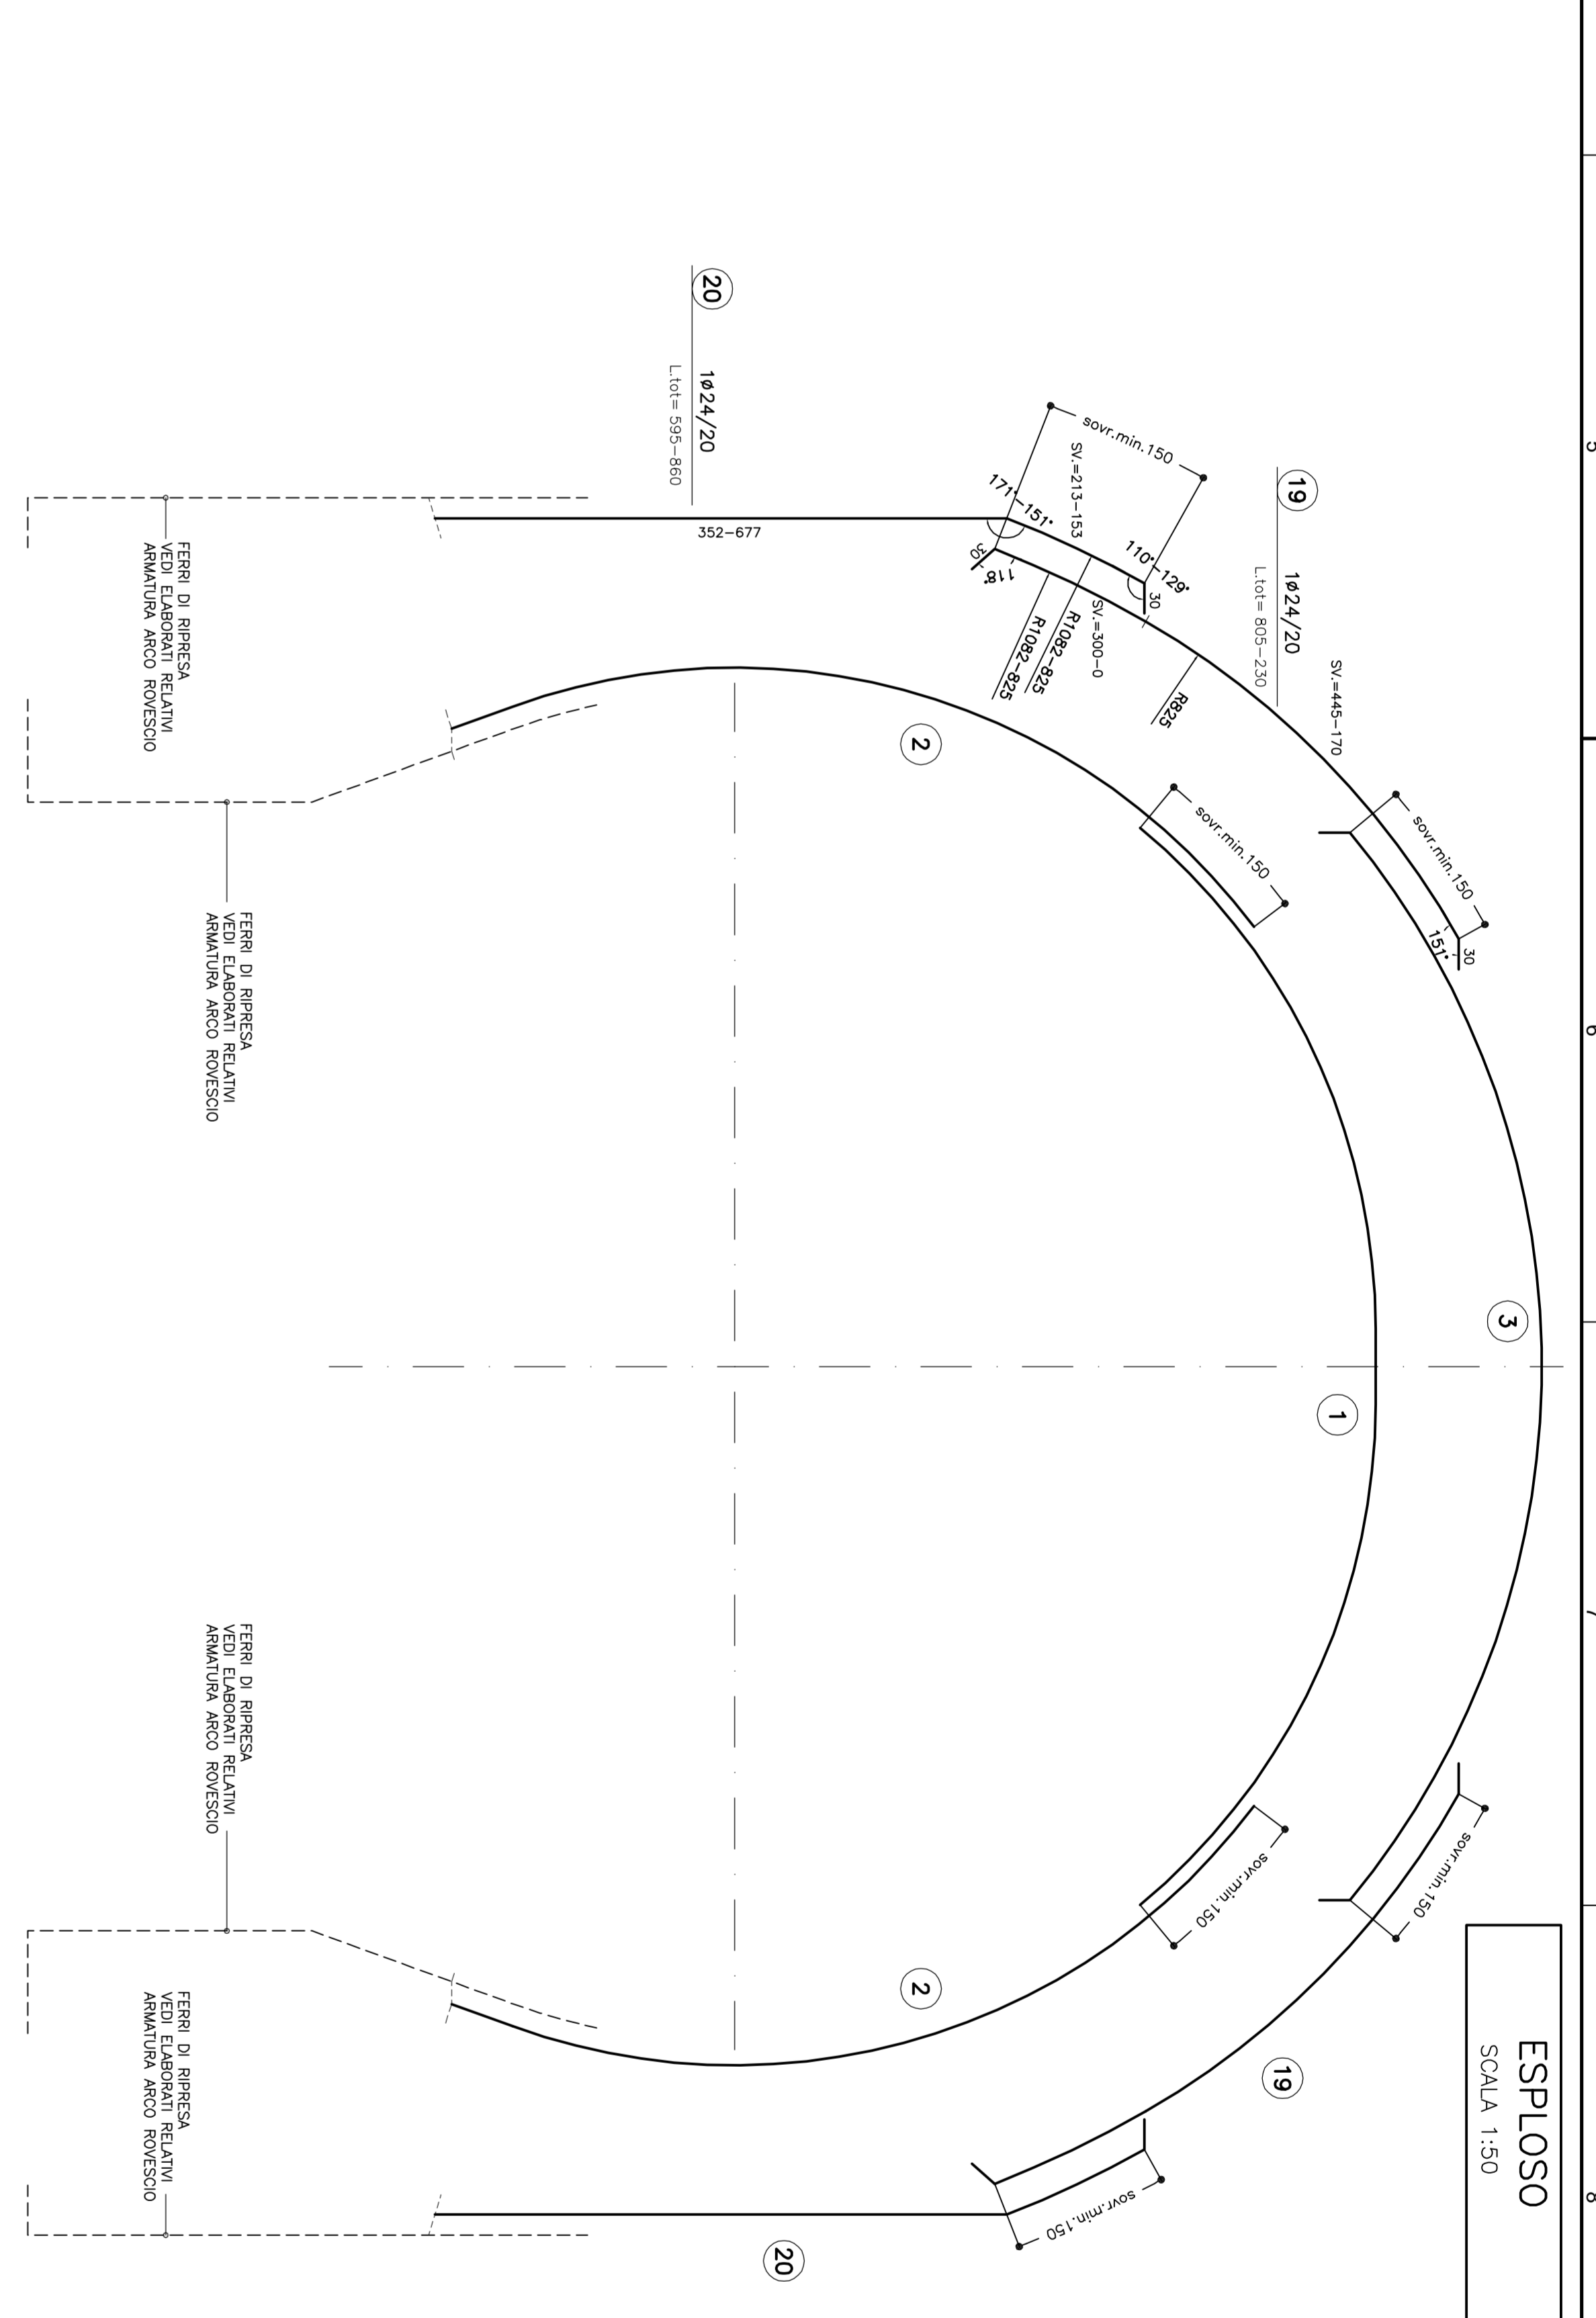 5
6
7
8
ESPLOSO
SCALA 1:50
3
1
sovr.min.150
151°
30
SV.=445-170
19
1ø24/20
L.tot= 805-230
R825
sovr.min.150
sovr.min.150
SV.=213-153
171°-151°
110°-129°
30
SV.=300-0
R1082-825
R1082-825
118°
30
2
20
1ø24/20
L.tot= 595-860
352-677
sovr.min.150
sovr.min.150
19
2
sovr.min.150
20
FERRI DI RIPRESA
VEDI ELABORATI RELATIVI
ARMATURA ARCO ROVESCIO
FERRI DI RIPRESA
VEDI ELABORATI RELATIVI
ARMATURA ARCO ROVESCIO
FERRI DI RIPRESA
VEDI ELABORATI RELATIVI
ARMATURA ARCO ROVESCIO
FERRI DI RIPRESA
VEDI ELABORATI RELATIVI
ARMATURA ARCO ROVESCIO